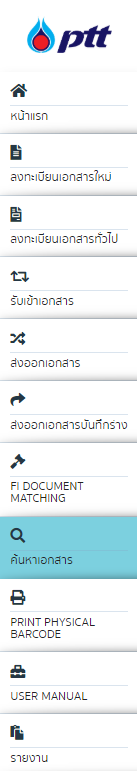 ptt
หน้าแรก
ลงทะเบียนเอกสารใหม่
ลงทะเบียนเอกสารทั่วไป
รับเข้าเอกสาร
ส่งออกเอกสาร
ส่งออกเอกสารบันทึกร่าง
FI DOCUMENT
MATCHING
ค้นหาเอกสาร
PRINT PHYSICAL
BARCODE
USER MANUAL
รายงาน